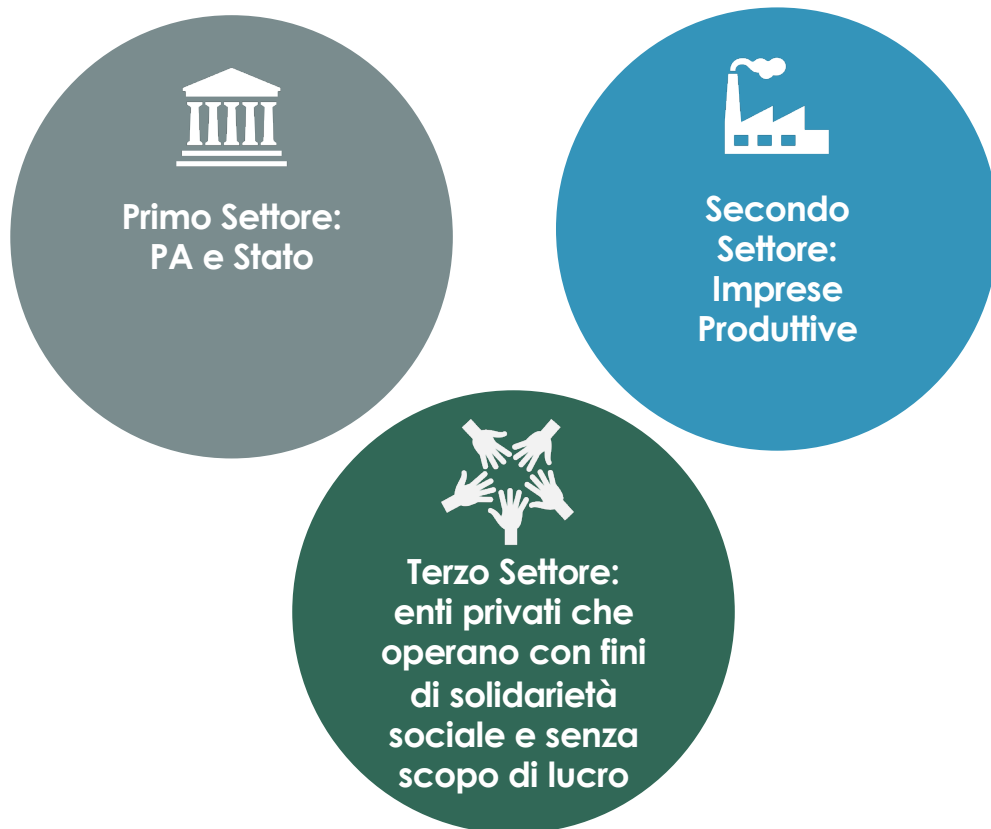 Primo Settore:
PA e Stato
Secondo
Settore:
Imprese
Produttive
Terzo Settore:
enti privati che
operano con fini
di solidarietà
sociale e senza
scopo di lucro